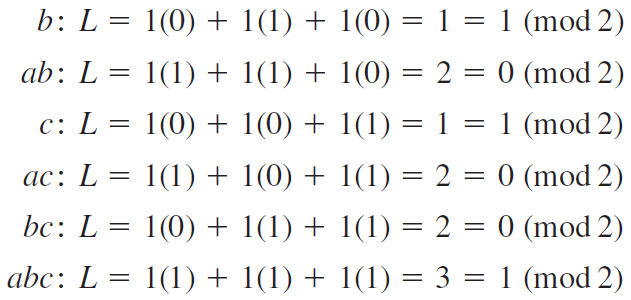 b: L = 1(0) + 1(1) + 1(0) = 1 = 1 (mod 2)
ab: L = 1(1) + 1(1) + 1(0) = 2 = 0 (mod 2)
c: L = 1(0) + 1(0) + 1(1) = 1 = 1 (mod 2)
ac: L = 1(1) + 1(0) + 1(1) = 2 = 0 (mod 2)
bc: L = 1(0) + 1(1) + 1(1) = 2 = 0 (mod 2)
abc: L = 1(1) + 1(1) + 1(1) = 3 = 1 (mod 2)